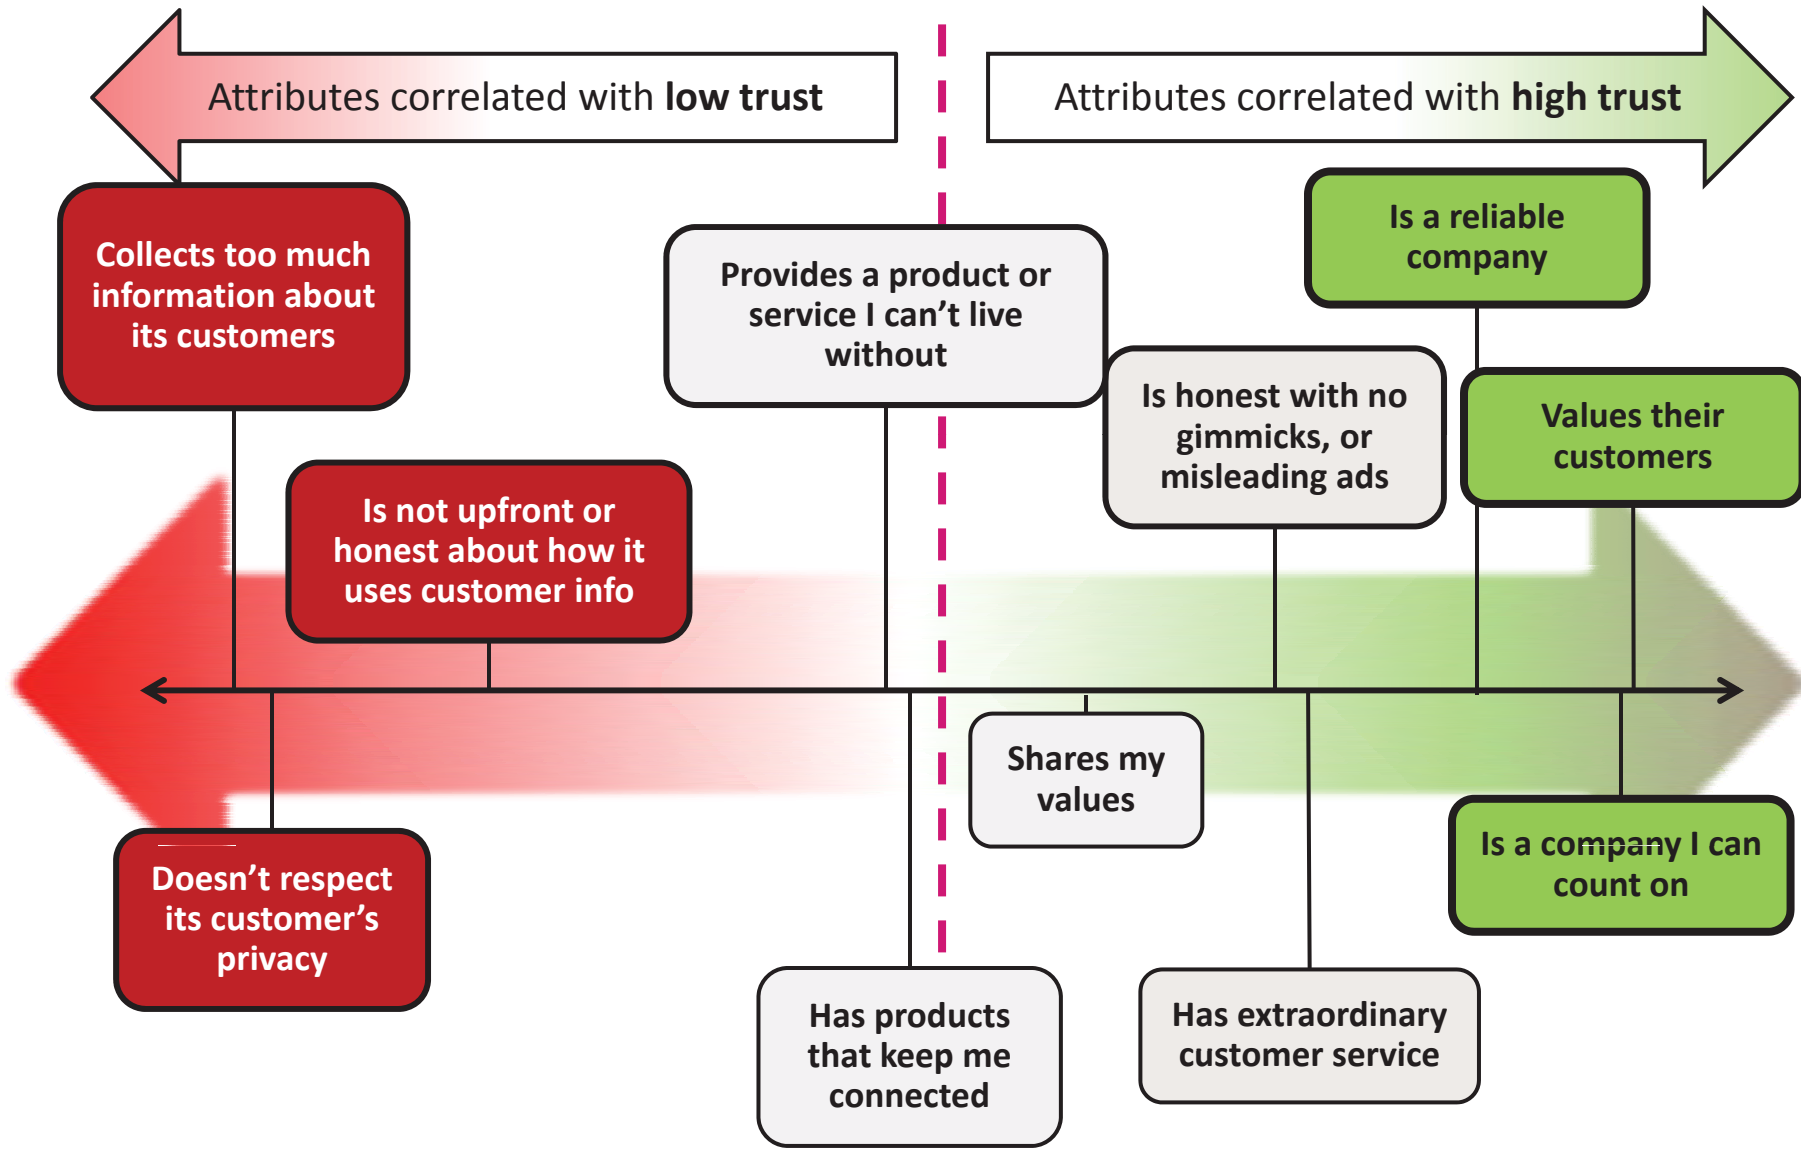 Attributes correlated with low trust
Attributes correlated with high trust
Collects too much
information about
its customers
Is not upfront or
honest about how it
uses customer info
Provides a product or
service I can’t live
without
Is honest with no
gimmicks, or
misleading ads
Is a reliable
company
Values their
customers
Doesn’t respect
its customer’s
privacy
Has products
that keep me
connected
Shares my
values
Has extraordinary
customer service
Is a company I can
count on